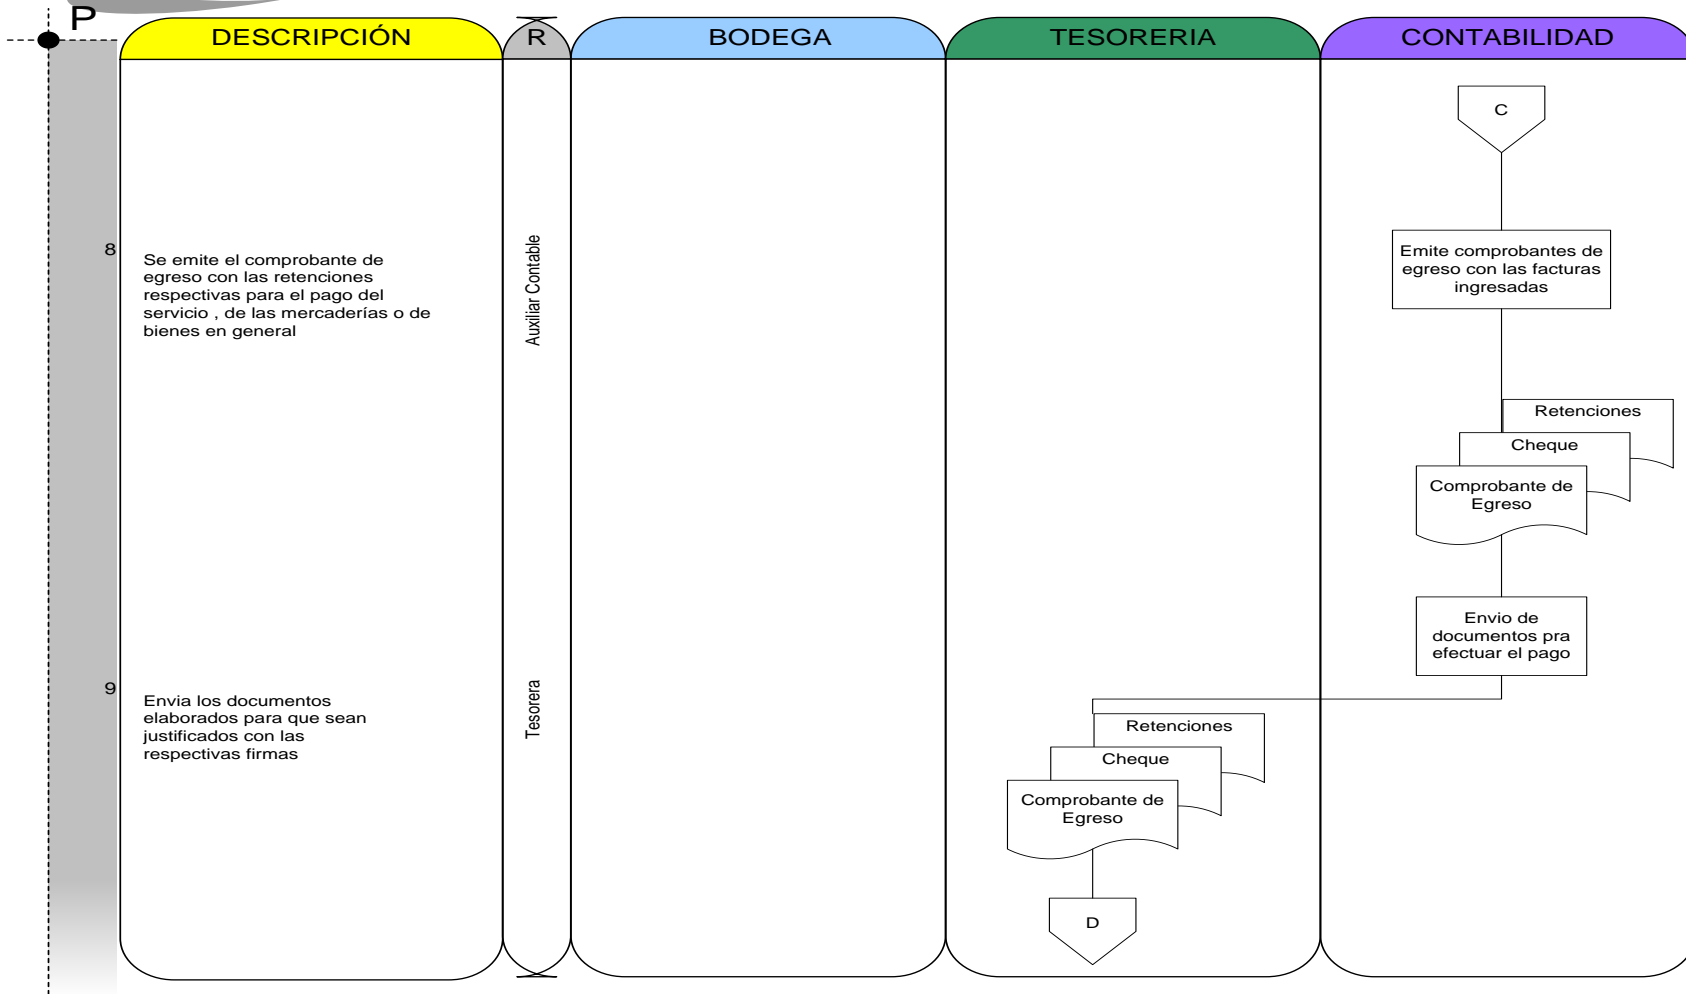 P
DESCRIPCIÓN
R
BODEGA
TESORERIA
CONTABILIDAD
C
8
Se emite el comprobante de
egreso con las retenciones
respectivas para el pago del
servicio , de las mercaderías o de
bienes en general
Auxiliar Contable
Emite comprobantes de
egreso con las facturas
ingresadas
Retenciones
Cheque
Comprobante de
Egreso
Envio de
documentos pra
efectuar el pago
9
Envia los documentos
elaborados para que sean
justificados con las
respectivas firmas
Tesorera
Retenciones
Cheque
Comprobante de
Egreso
D